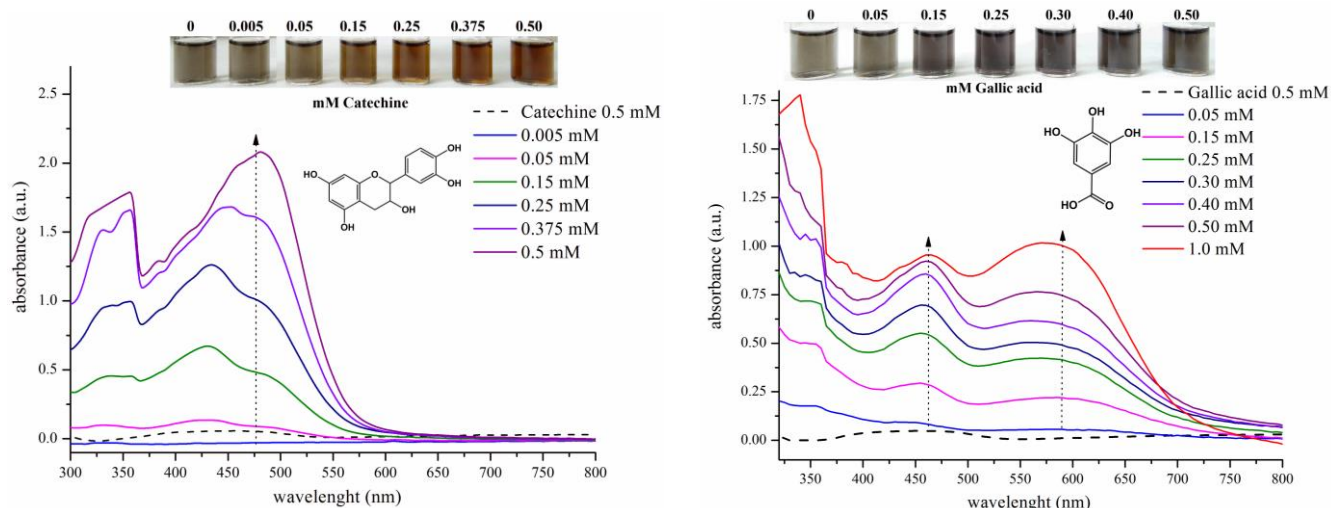 0 0.005 0.05 0.15 0.25 0.375 0.50
mM Catechine
Catechine 0.5 mM
0.005 mM
0.05 mM
0.15 mM
0.25 mM
0.375 mM
0.5 mM
OH
OH
HO
O
OH
OH
absorbance (a.u.)
2.5
2.0
1.5
1.0
0.5
0.0
300 350 400 450 500 550 600 650 700 750 800
wavelenght (nm)
0 0.05 0.15 0.25 0.30 0.40 0.50
mM Gallic acid
Gallic acid 0.5 mM
0.05 mM
0.15 mM
0.25 mM
0.30 mM
0.40 mM
0.50 mM
1.0 mM
OH
HO
OH
HO
O
absorbance (a.u.)
1.75
1.50
1.25
1.00
0.75
0.50
0.25
0.00
350 400 450 500 550 600 650 700 750 800
wavelenght (nm)